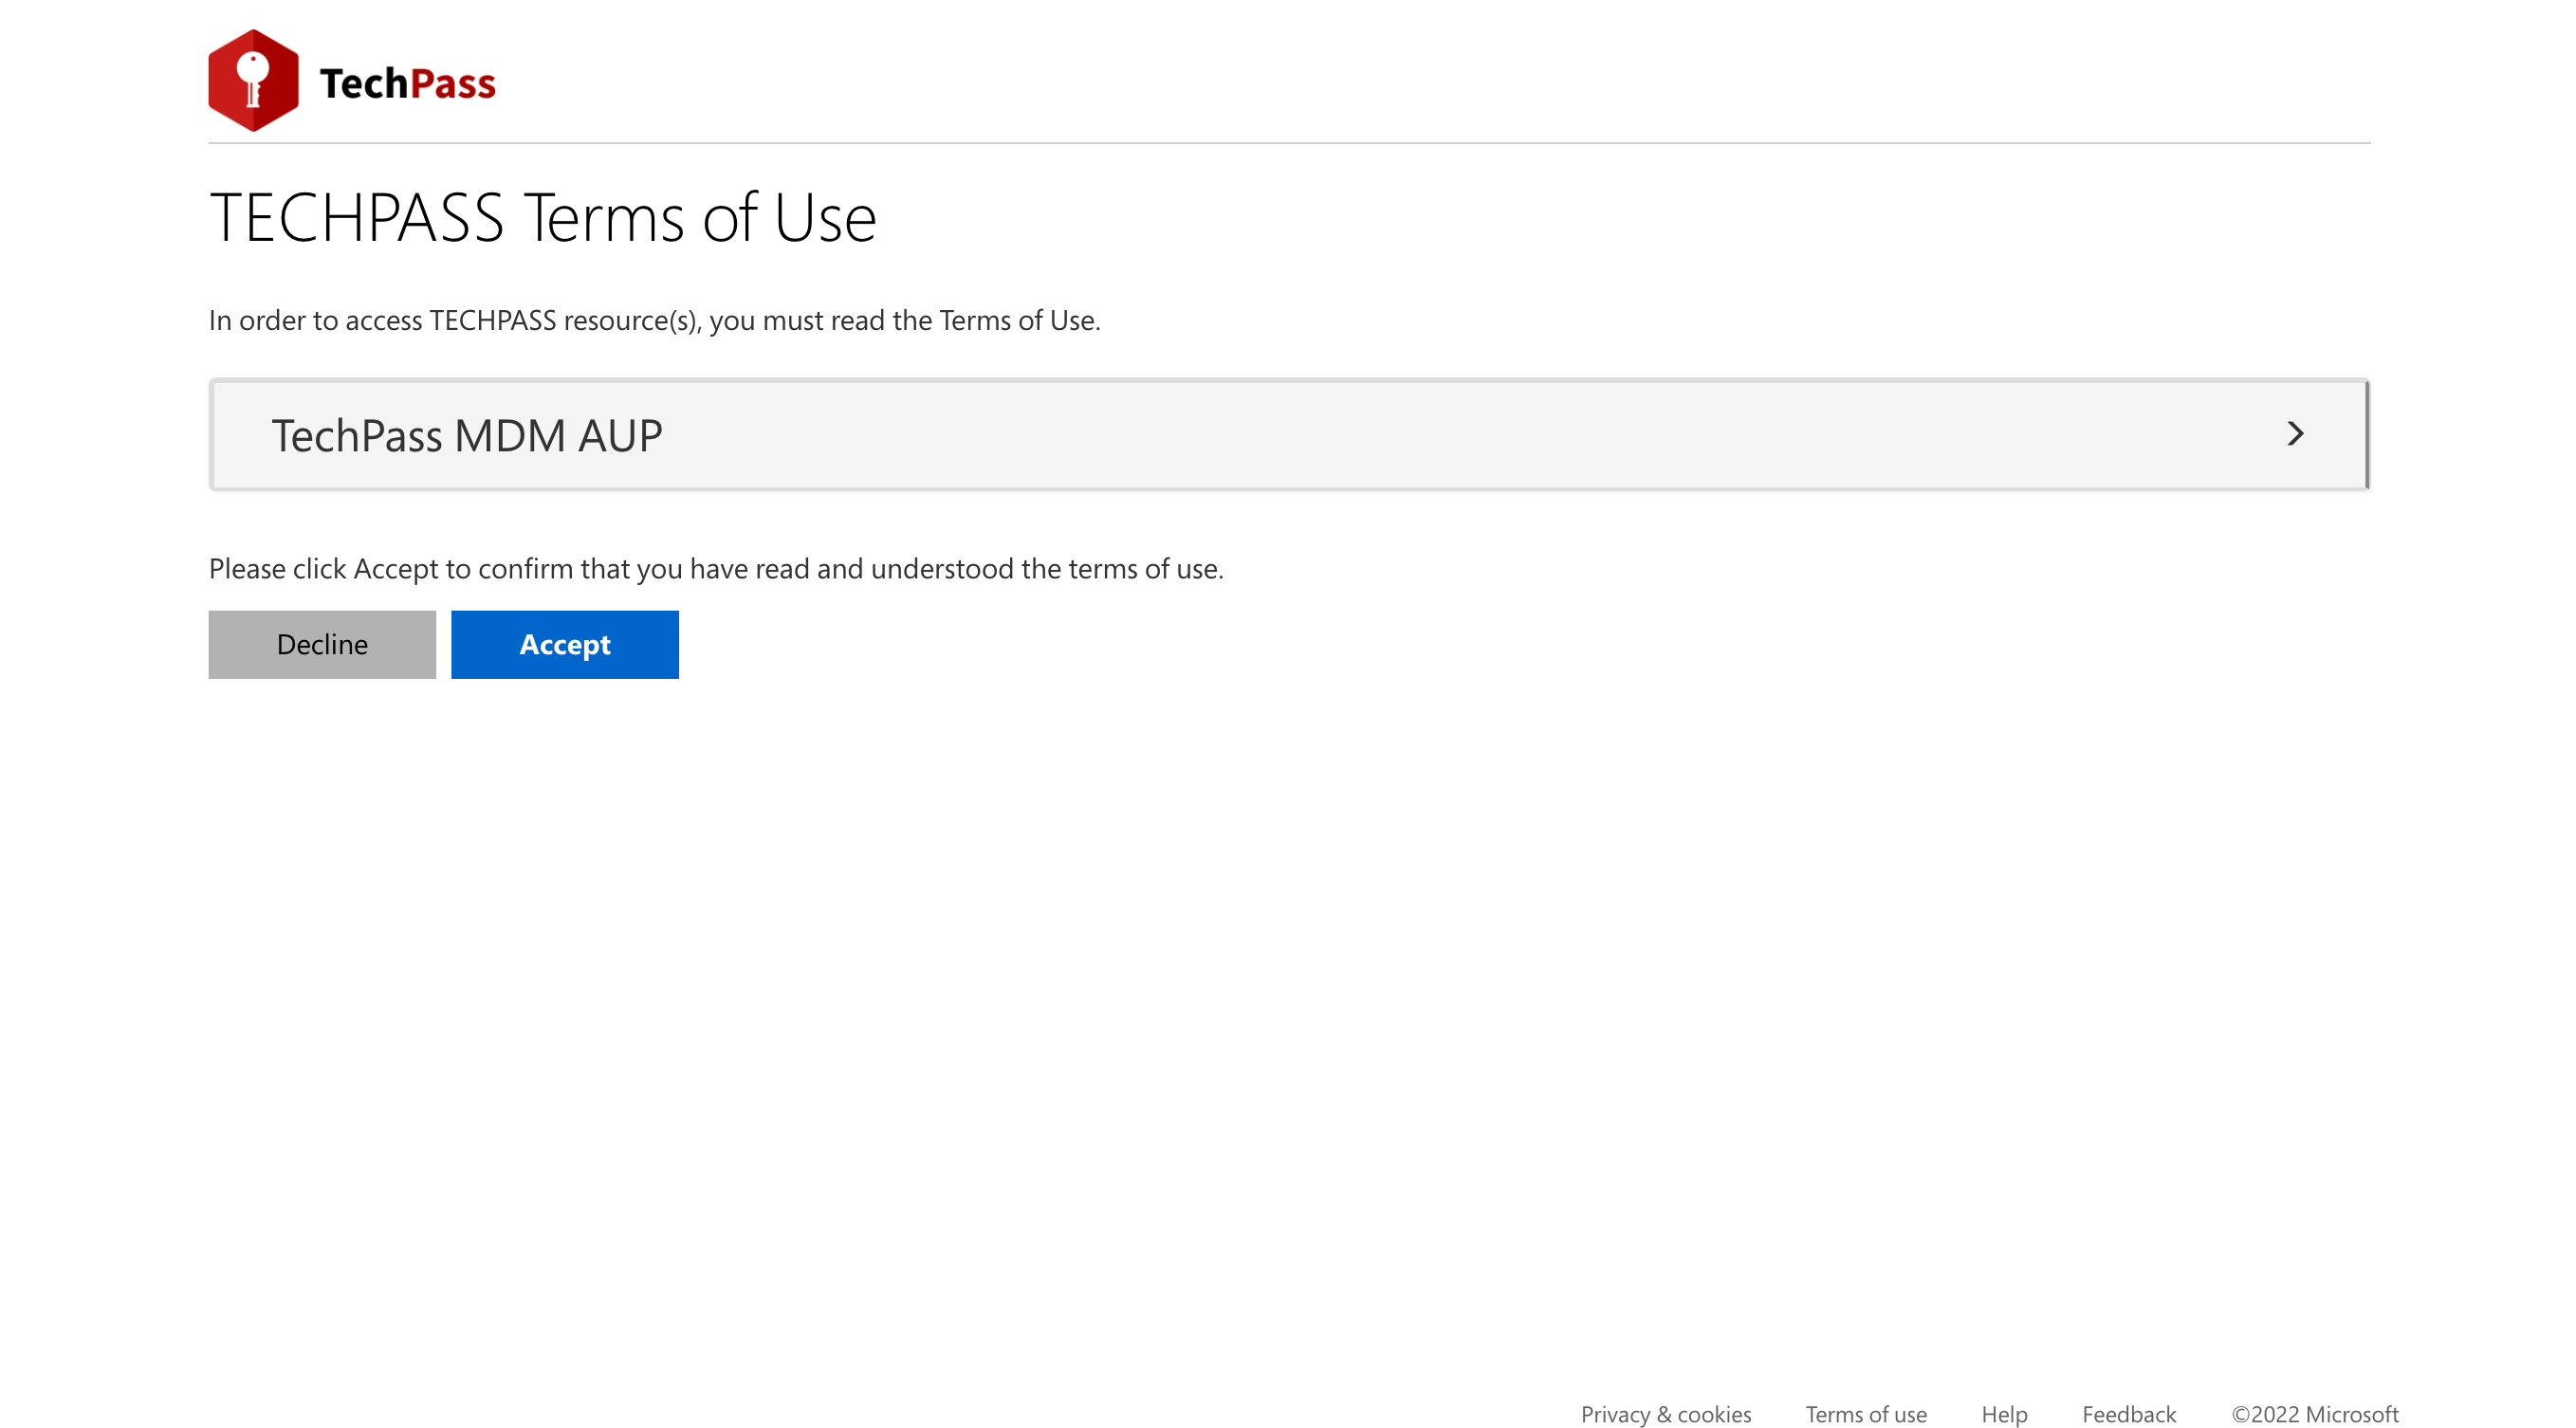 TechPass
TECHPASS Terms of Use
In order to access TECHPASS resource(s), you must read the Terms of Use.
TechPass MDM AUP
Please click Accept to confirm that you have read and understood the terms of use.
Decline Accept
Privacy & cookies Terms of use Help Feedback ©2022 Microsoft